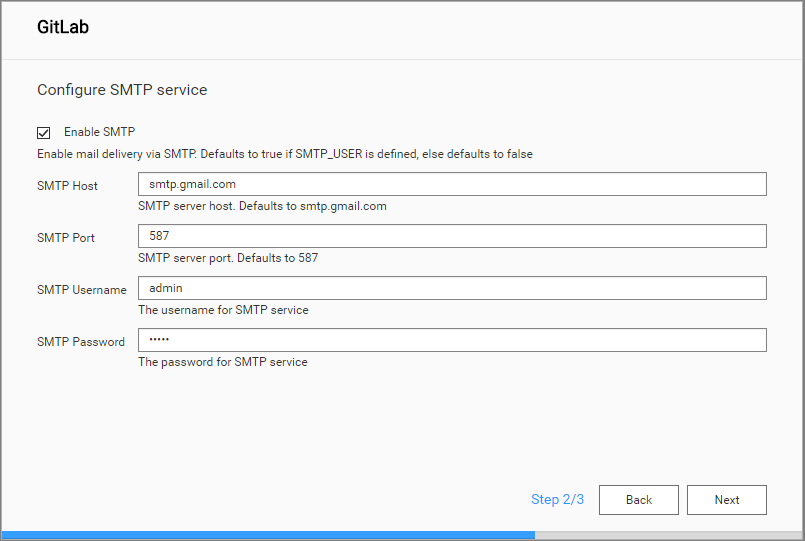 GitLab
Configure SMTP service
Enable SMTP
Enable mail delivery via SMTP. Defaults to true if SMTP_USER is defined, else defaults to false
SMTP Host
smtp.gmail.com
SMTP server host. Defaults to smtp.gmail.com
SMTP Port
587
SMTP server port. Defaults to 587
SMTP Username
admin
The username for SMTP service
SMTP Password
•••••
The password for SMTP service
Step 2/3
Back
Next